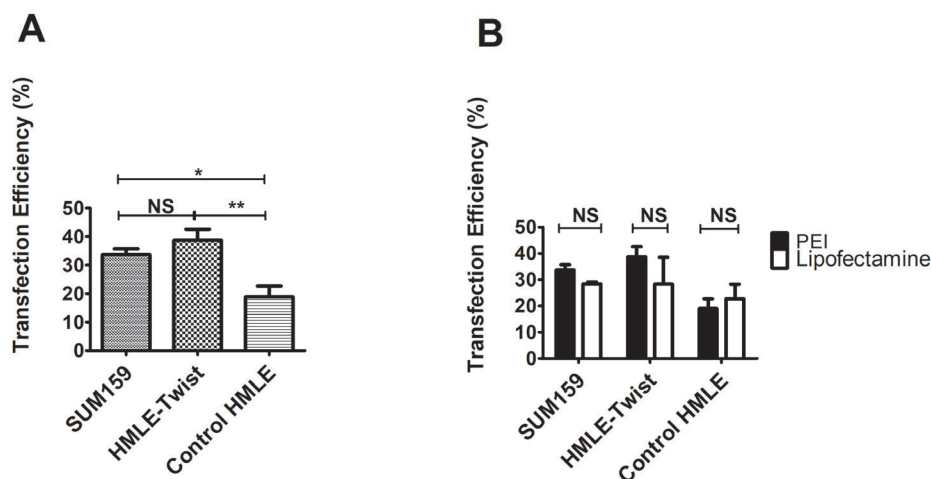 A
Transfection Efficiency (%)
*
NS
**
50
40
30
20
10
0
SUM159
HMLE-Twist
Control HMLE
B
Transfection Efficiency (%)
NS
NS
NS
50
40
30
20
10
0
SUM159
HMLE-Twist
Control HMLE
PEI
Lipofectamine